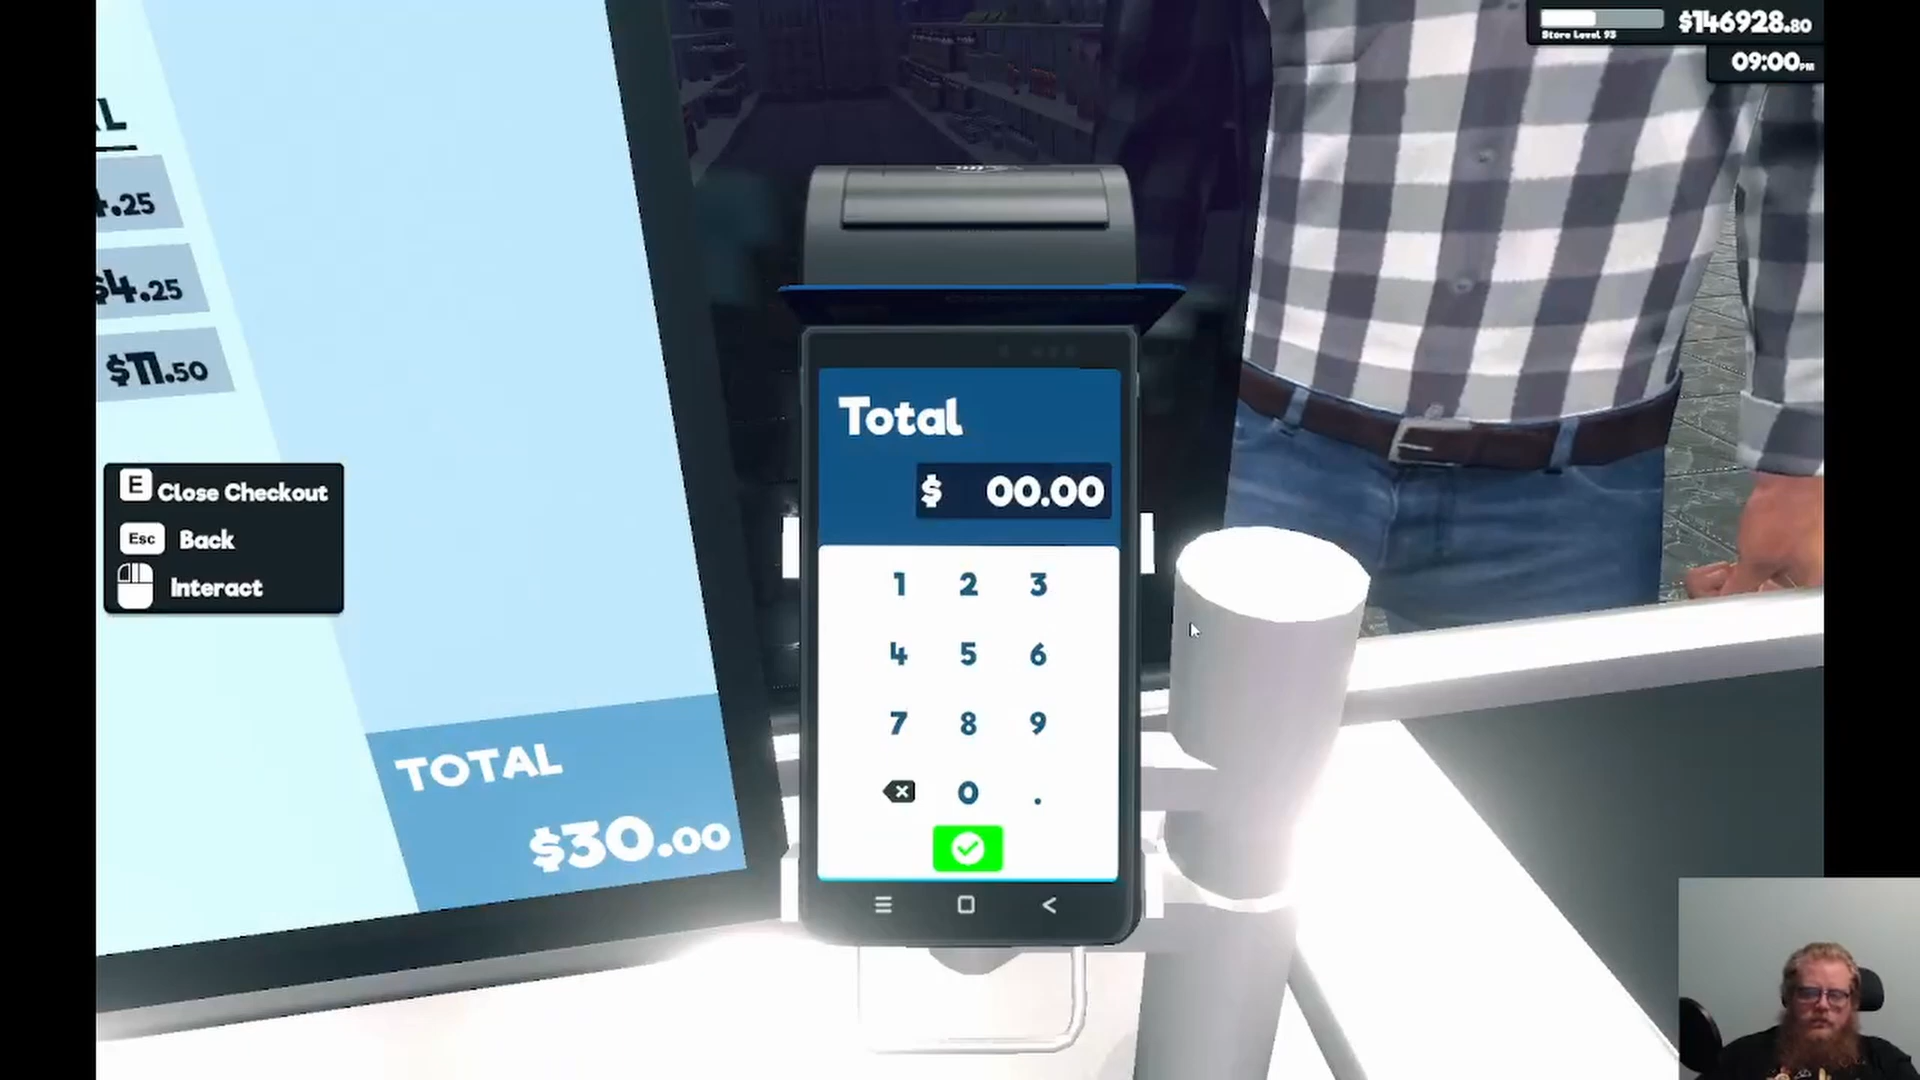 $146928.80
Store Level 93
09:00PM
$4.25
$11.50
E Close Checkout
Esc Back
Interact
Total
$ 00.00
1 2 3
4 5 6
7 8 9
0 .
TOTAL
$30.00